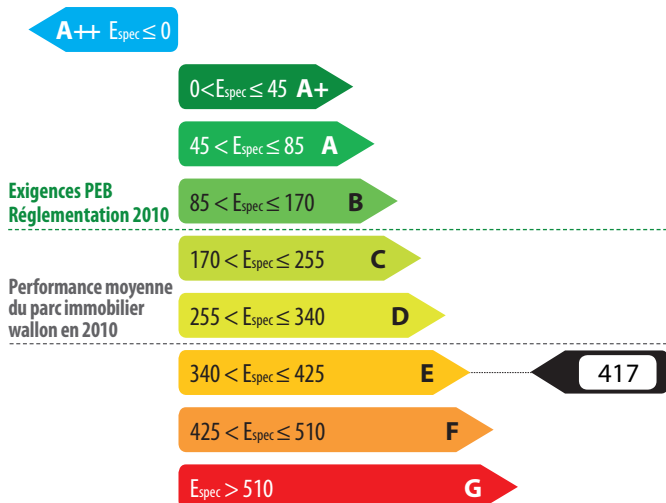 A++ Espec ≤ 0
0 < Espec ≤ 45 A+
45 < Espec ≤ 85 A
Exigences PEB
Réglementation 2010
85 < Espec ≤ 170 B
170 < Espec ≤ 255 C
Performance moyenne
du parc immobilier
wallon en 2010
255 < Espec ≤ 340 D
340 < Espec ≤ 425 E
417
425 < Espec ≤ 510 F
Espec > 510 G